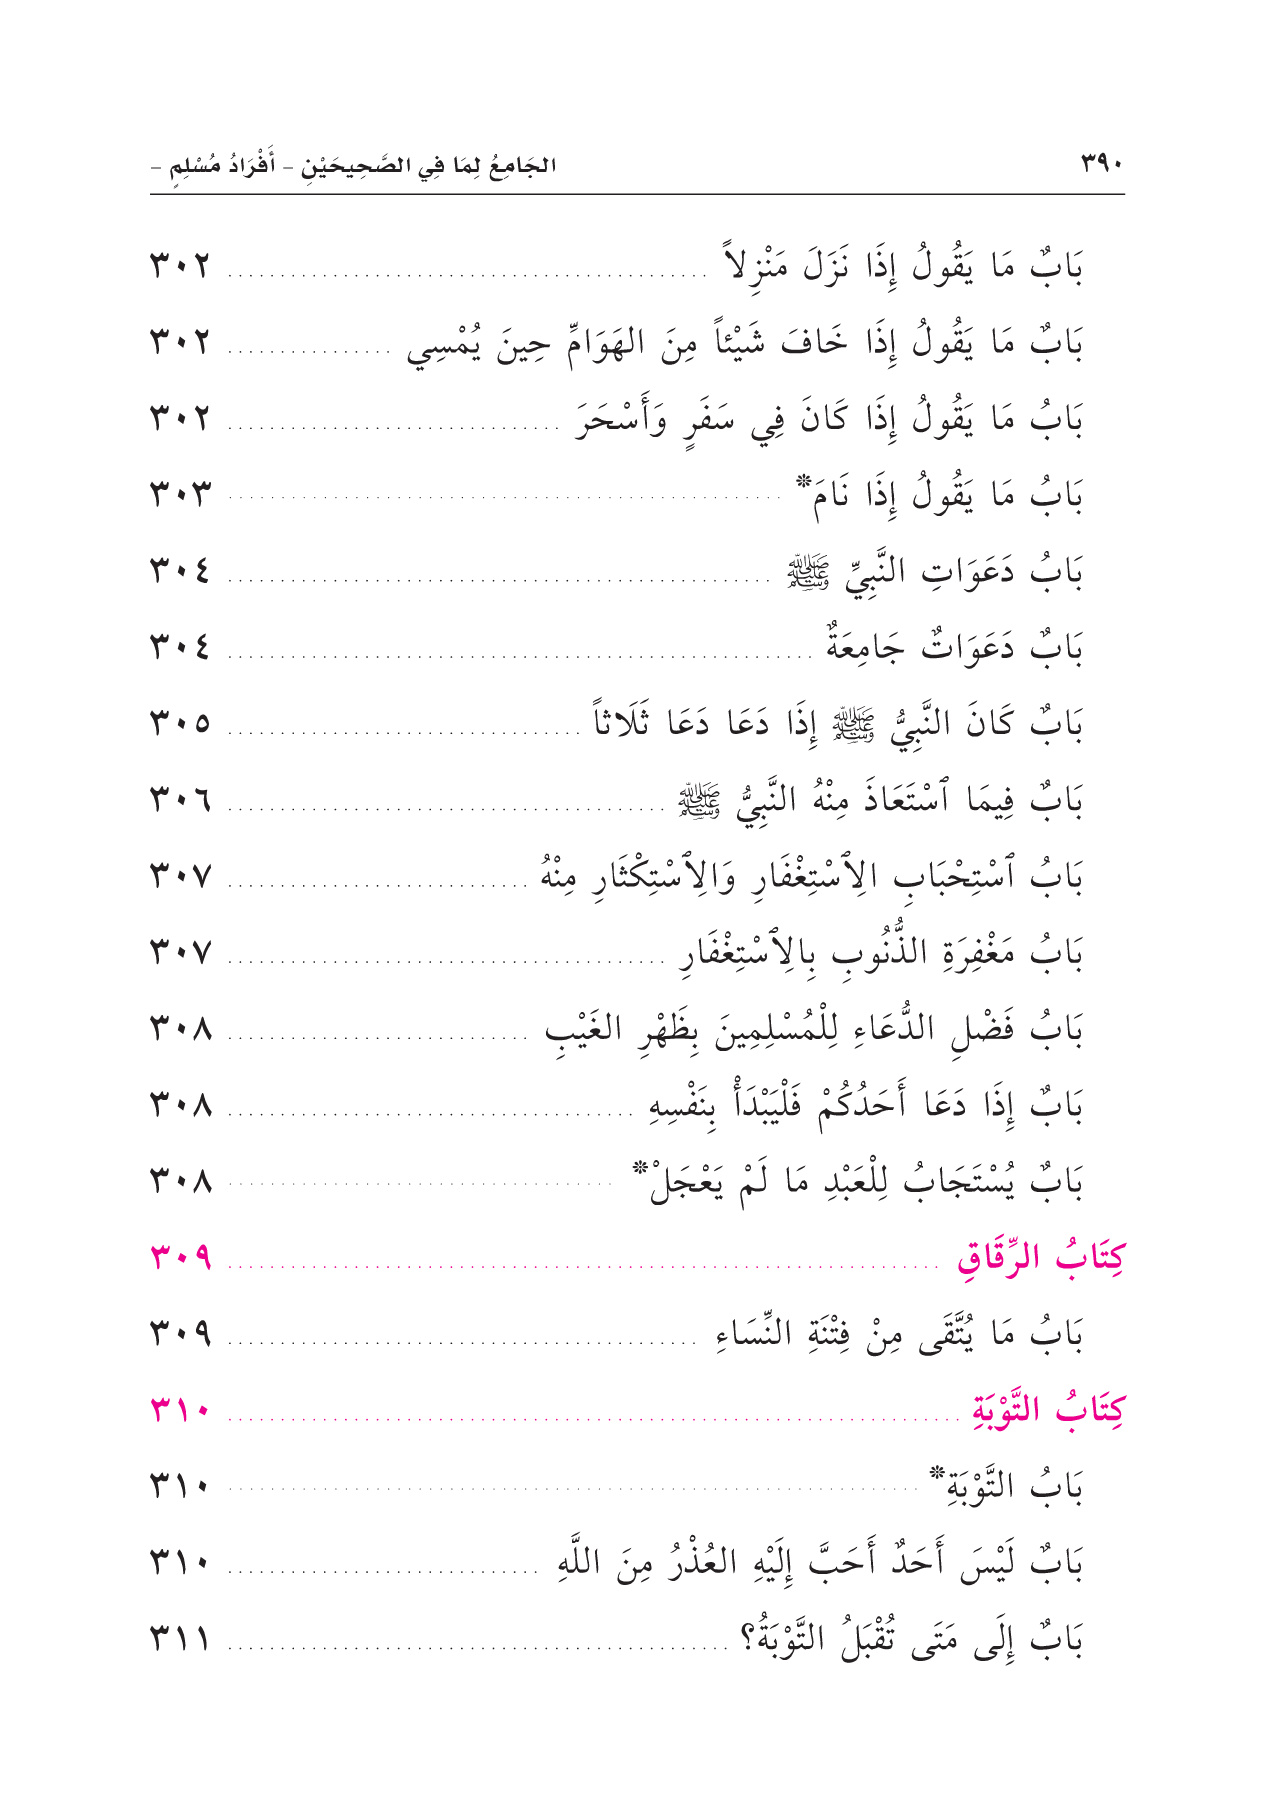 ٣٩٠ الجَامِعُ لِمَا فِي الصَّحِيحَيْنِ – أَفْرَادُ مُسْلِمٍ –
بَابٌ مَا يَقُولُ إِذَا نَزَلَ مَنْزِلاً ............................................. ٣٠٢
بَابٌ مَا يَقُولُ إِذَا خَافَ شَيْئاً مِنَ الهَوَامِّ حِينَ يُمْسِي ................ ٣٠٢
بَابُ مَا يَقُولُ إِذَا كَانَ فِي سَفَرٍ وَأَسْحَرَ ................................ ٣٠٢
بَابُ مَا يَقُولُ إِذَا نَامَ* ..................................................... ٣٠٣
بَابُ دَعَوَاتِ النَّبِيِّ ﷺ .................................................... ٣٠٤
بَابٌ دَعَوَاتٌ جَامِعَةٌ ........................................................ ٣٠٤
بَابٌ كَانَ النَّبِيُّ ﷺ إِذَا دَعَا دَعَا ثَلَاثاً .................................. ٣٠٥
بَابٌ فِيمَا ٱسْتَعَاذَ مِنْهُ النَّبِيُّ ﷺ .......................................... ٣٠٦
بَابُ ٱسْتِحْبَابِ الِٱسْتِغْفَارِ وَالِٱسْتِكْثَارِ مِنْهُ ............................. ٣٠٧
بَابُ مَغْفِرَةِ الذُّنُوبِ بِالِٱسْتِغْفَارِ .......................................... ٣٠٧
بَابُ فَضْلِ الدُّعَاءِ لِلْمُسْلِمِينَ بِظَهْرِ الغَيْبِ ............................. ٣٠٨
بَابٌ إِذَا دَعَا أَحَدُكُمْ فَلْيَبْدَأْ بِنَفْسِهِ ....................................... ٣٠٨
بَابٌ يُسْتَجَابُ لِلْعَبْدِ مَا لَمْ يَعْجَلْ* ..................................... ٣٠٨
كِتَابُ الرِّقَاقِ .................................................................... ٣٠٩
بَابُ مَا يُتَّقَى مِنْ فِتْنَةِ النِّسَاءِ ............................................. ٣٠٩
كِتَابُ التَّوْبَةِ ...................................................................... ٣١٠
بَابُ التَّوْبَةِ* .................................................................. ٣١٠
بَابٌ لَيْسَ أَحَدٌ أَحَبَّ إِلَيْهِ العُذْرُ مِنَ اللَّهِ .............................. ٣١٠
بَابٌ إِلَى مَتَى تُقْبَلُ التَّوْبَةُ؟ ................................................ ٣١١